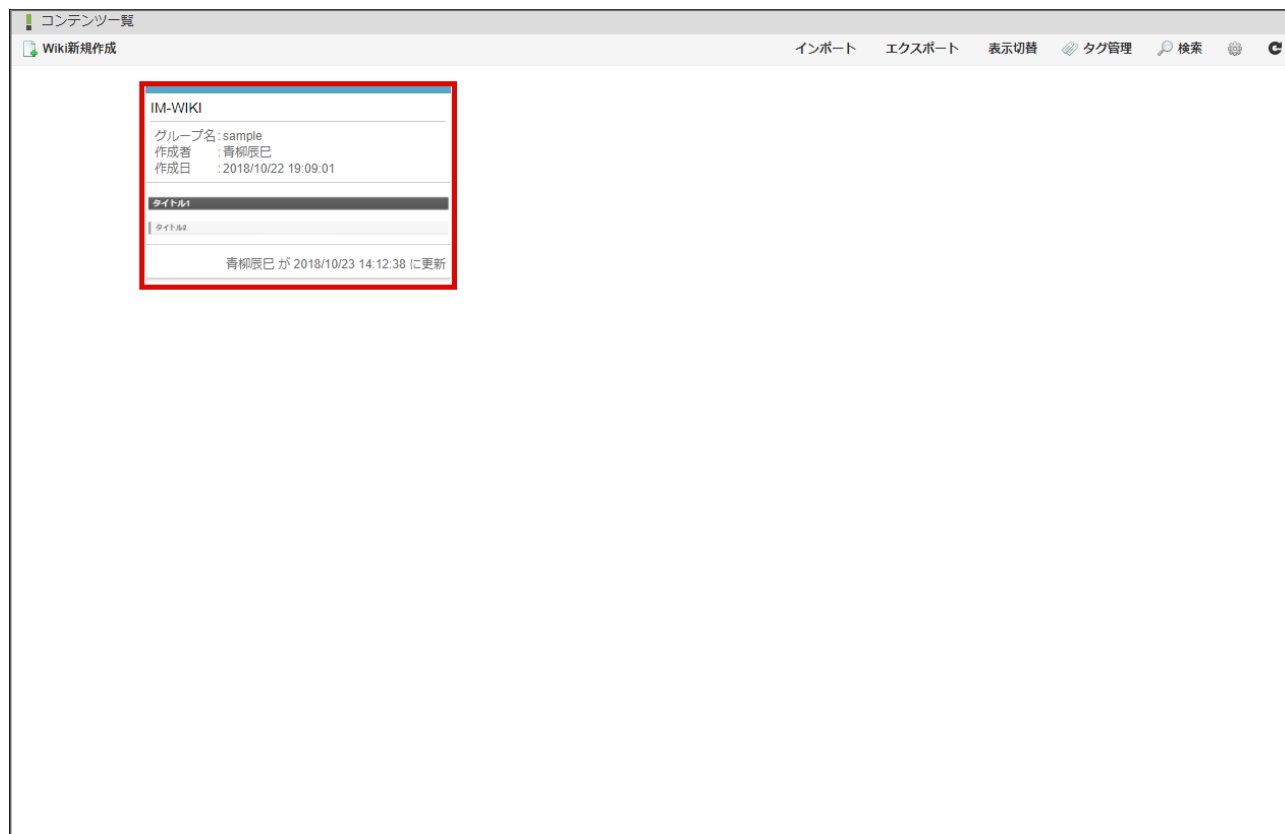 コンテンツ一覧
Wiki新規作成 インポート エクスポート 表示切替 タグ管理 検索
IM-WIKI
グループ名 : sample
作成者 : 青柳辰巳
作成日 : 2018/10/22 19:09:01
タイトル1
タイトル2
青柳辰巳 が 2018/10/23 14:12:38 に更新